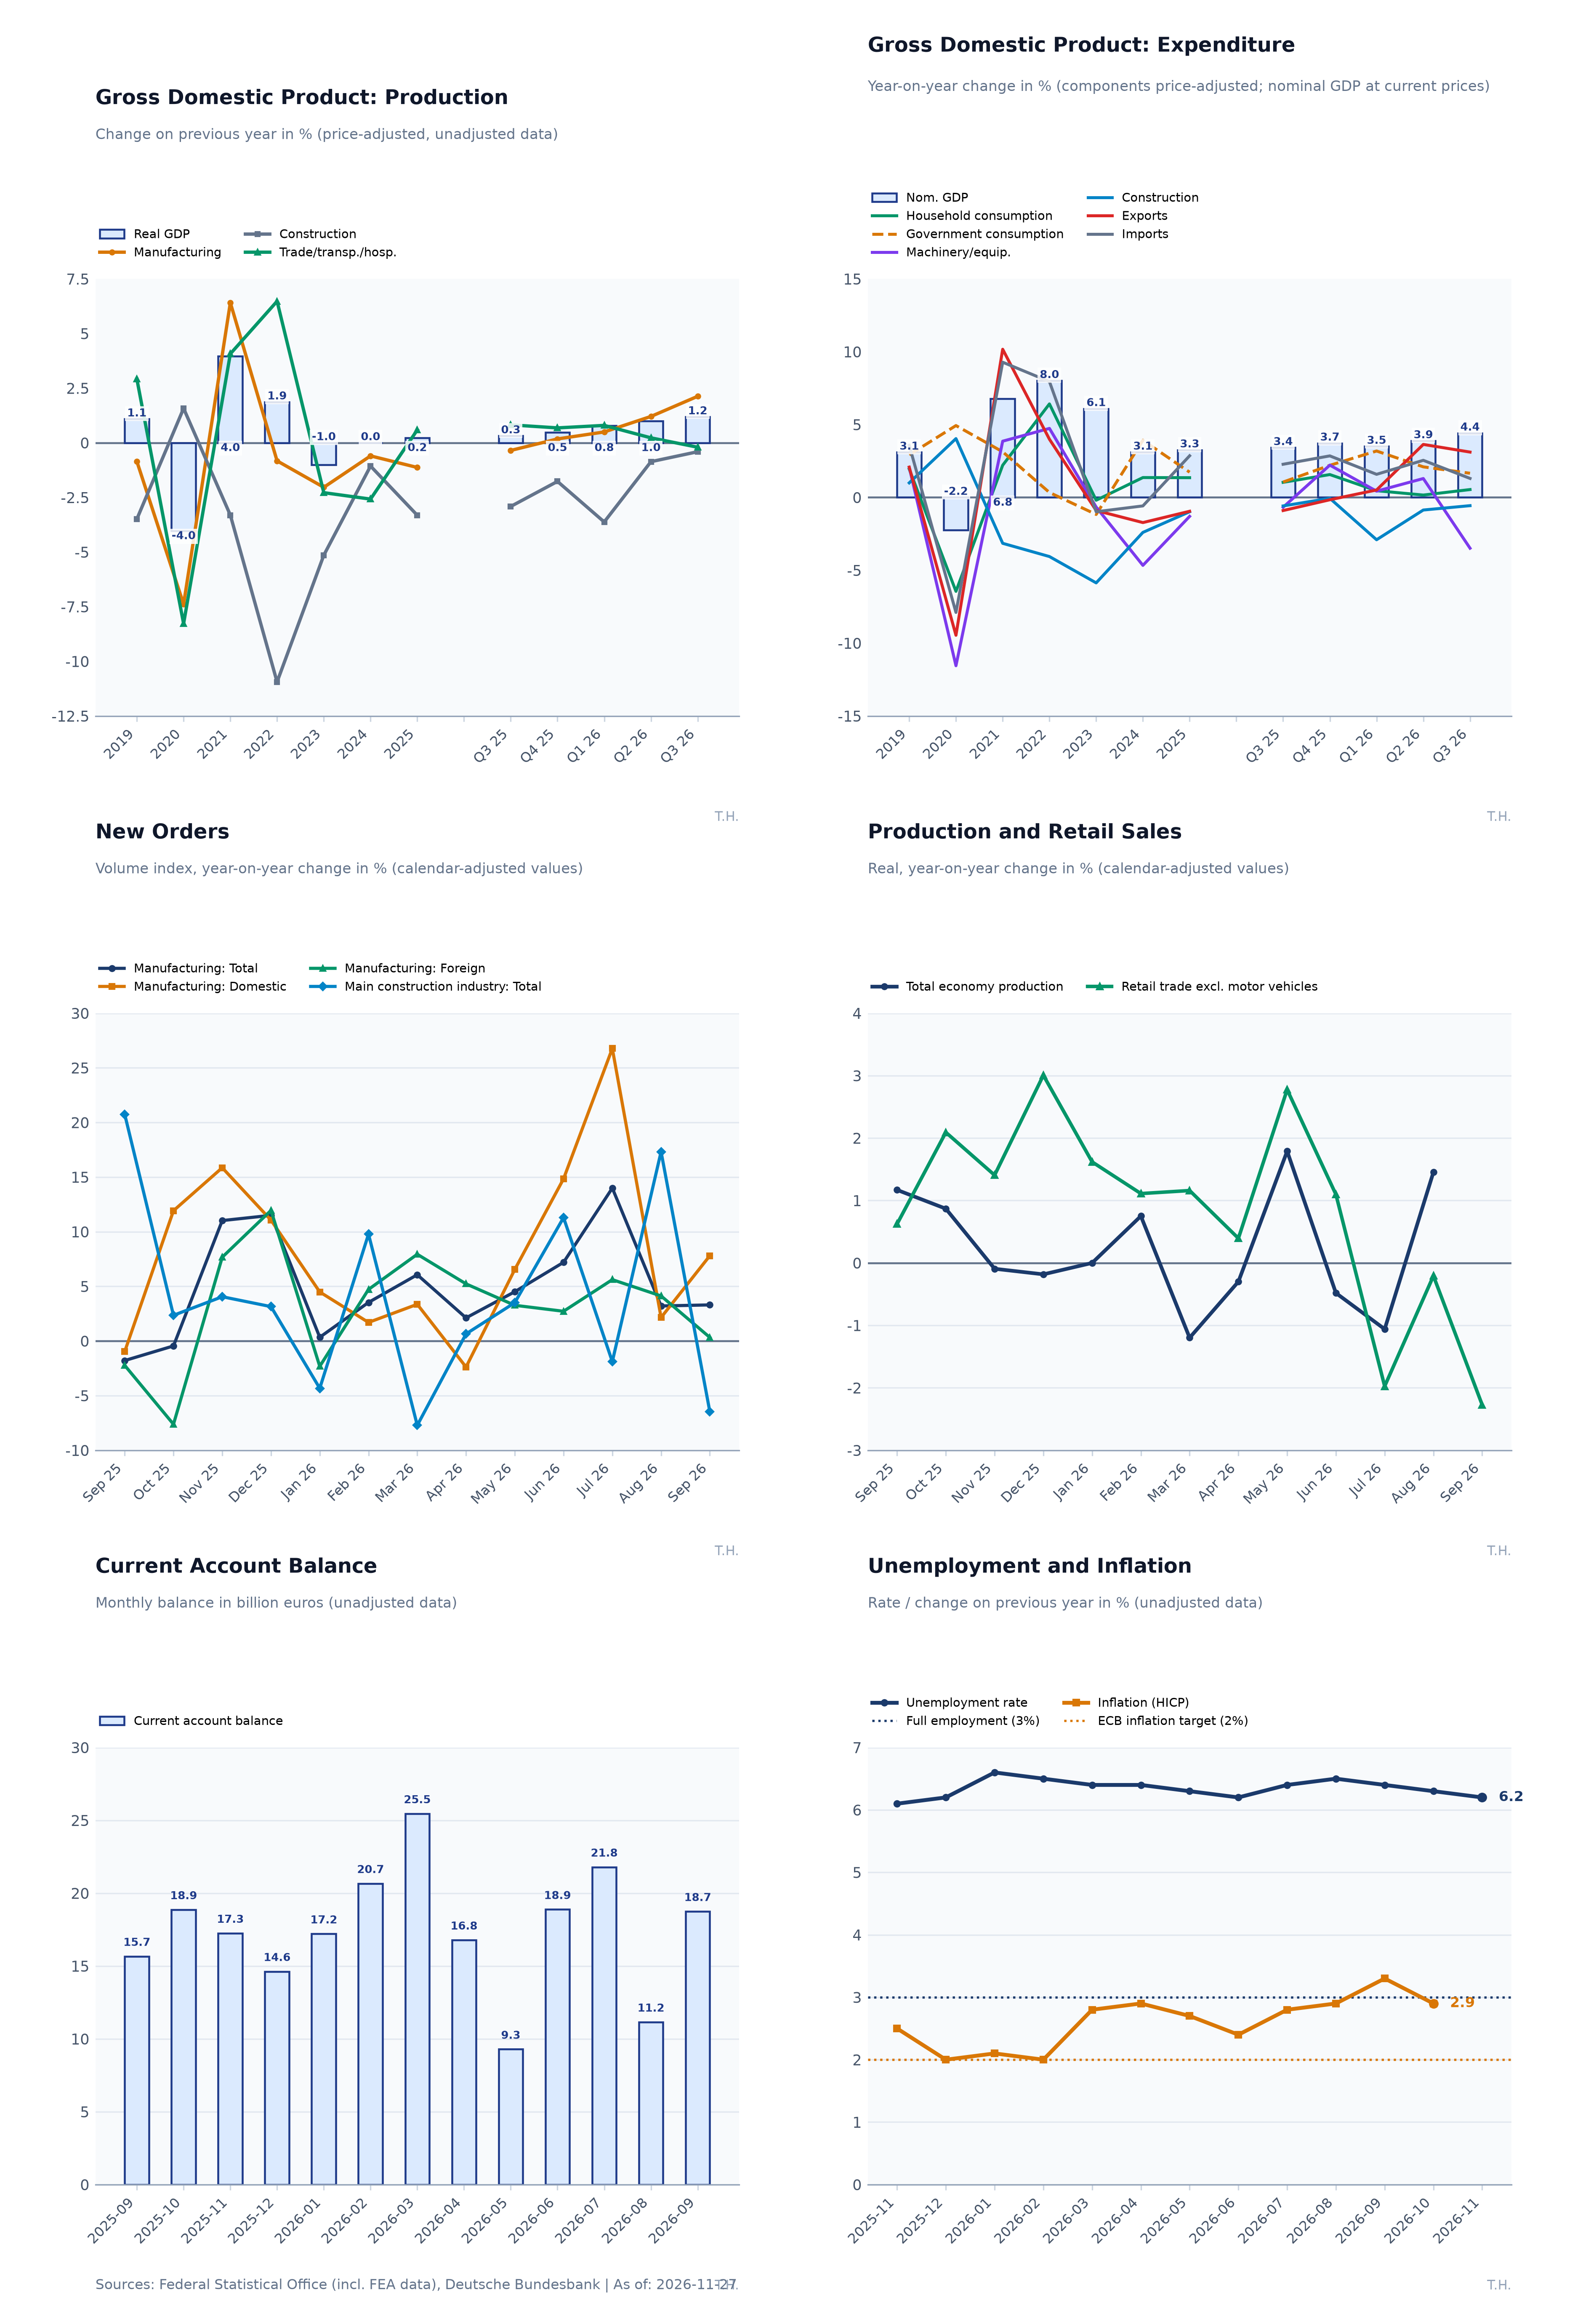 Gross Domestic Product: Production
Change on previous year in % (price-adjusted, unadjusted data)
Real GDP
Manufacturing
Construction
Trade/transp./hosp.
7.5
5
2.5
0
-2.5
-5
-7.5
-10
-12.5
1.1
-4.0
4.0
1.9
-1.0
0.0
0.2
0.3
0.5
0.8
1.0
1.2
2019
2020
2021
2022
2023
2024
2025
Q3 25
Q4 25
Q1 26
Q2 26
Q3 26
T.H.
Gross Domestic Product: Expenditure
Year-on-year change in % (components price-adjusted; nominal GDP at current prices)
Nom. GDP
Household consumption
Government consumption
Machinery/equip.
Construction
Exports
Imports
15
10
5
0
-5
-10
-15
3.1
-2.2
6.8
8.0
6.1
3.1
3.3
3.4
3.7
3.5
3.9
4.4
2019
2020
2021
2022
2023
2024
2025
Q3 25
Q4 25
Q1 26
Q2 26
Q3 26
T.H.
New Orders
Volume index, year-on-year change in % (calendar-adjusted values)
Manufacturing: Total
Manufacturing: Domestic
Manufacturing: Foreign
Main construction industry: Total
30
25
20
15
10
5
0
-5
-10
Sep 25
Oct 25
Nov 25
Dec 25
Jan 26
Feb 26
Mar 26
Apr 26
May 26
Jun 26
Jul 26
Aug 26
Sep 26
T.H.
Production and Retail Sales
Real, year-on-year change in % (calendar-adjusted values)
Total economy production
Retail trade excl. motor vehicles
4
3
2
1
0
-1
-2
-3
Sep 25
Oct 25
Nov 25
Dec 25
Jan 26
Feb 26
Mar 26
Apr 26
May 26
Jun 26
Jul 26
Aug 26
Sep 26
T.H.
Current Account Balance
Monthly balance in billion euros (unadjusted data)
Current account balance
30
25
20
15
10
5
0
15.7
18.9
17.3
14.6
17.2
20.7
25.5
16.8
9.3
18.9
21.8
11.2
18.7
2025-09
2025-10
2025-11
2025-12
2026-01
2026-02
2026-03
2026-04
2026-05
2026-06
2026-07
2026-08
2026-09
Sources: Federal Statistical Office (incl. FEA data), Deutsche Bundesbank | As of: 2026-11-27
T.H.
Unemployment and Inflation
Rate / change on previous year in % (unadjusted data)
Unemployment rate
Full employment (3%)
Inflation (HICP)
ECB inflation target (2%)
7
6
5
4
3
2
1
0
6.2
2.9
2025-11
2025-12
2026-01
2026-02
2026-03
2026-04
2026-05
2026-06
2026-07
2026-08
2026-09
2026-10
2026-11
T.H.